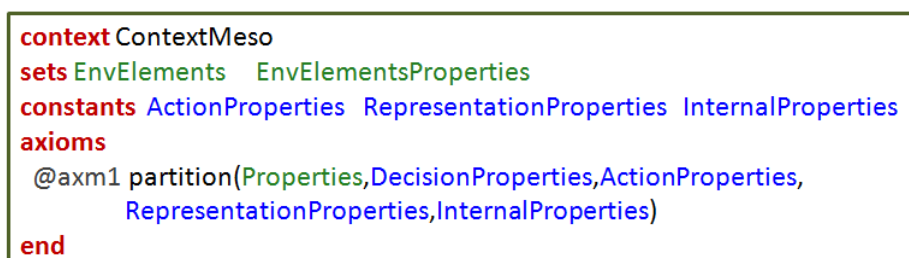 context ContextMeso
sets EnvElements EnvElementsProperties
constants ActionProperties RepresentationProperties InternalProperties
axioms
@axm1 partition(Properties,DecisionProperties,ActionProperties,
RepresentationProperties,InternalProperties)
end